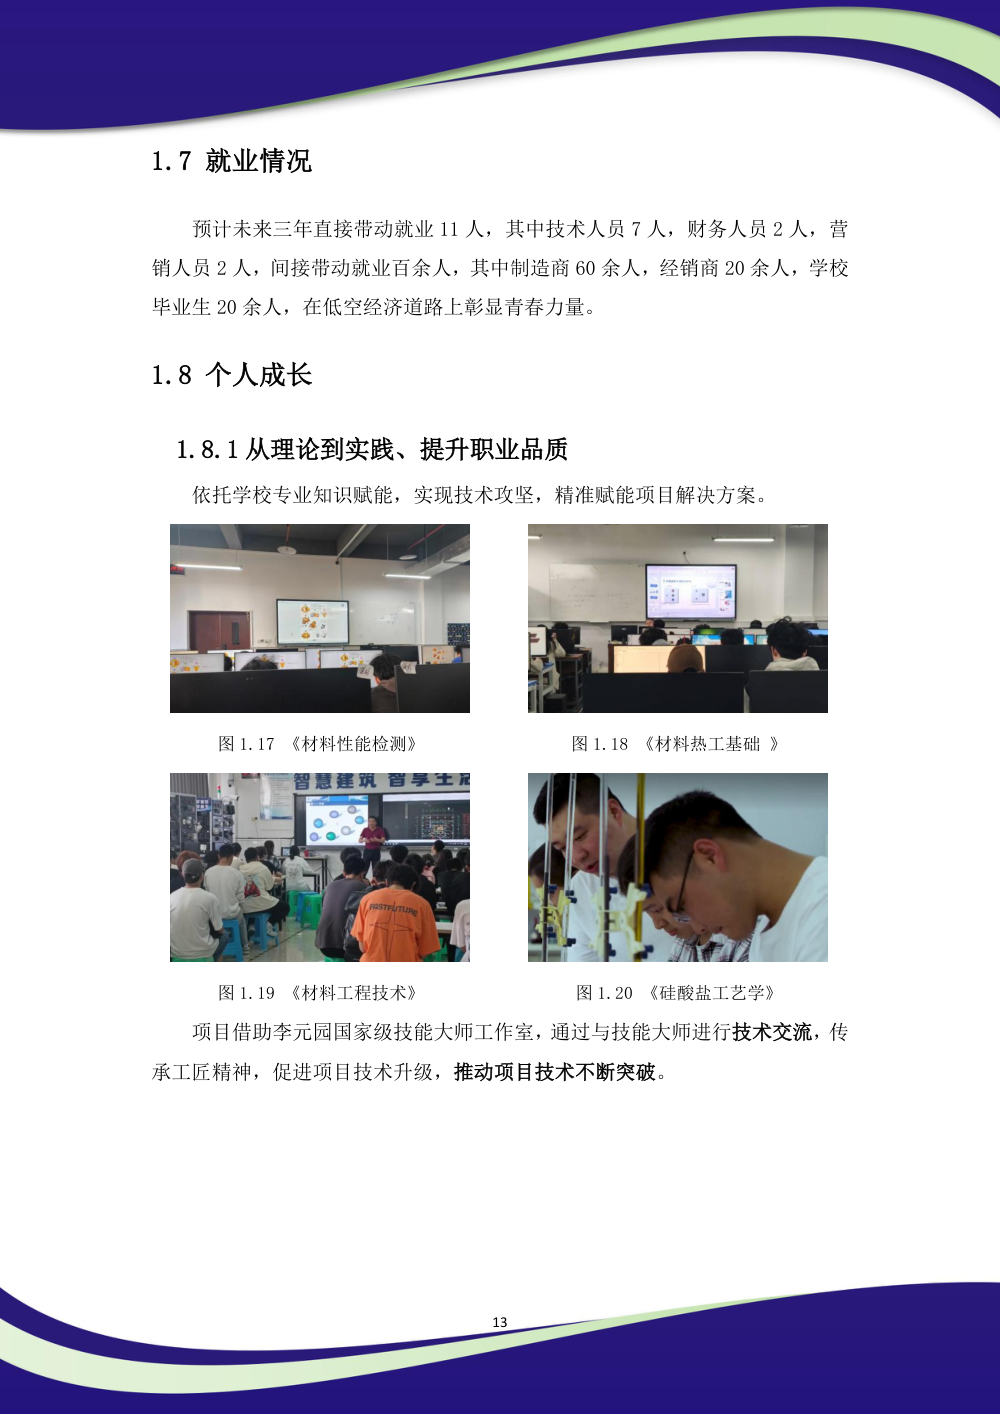 1.7 就业情况
预计未来三年直接带动就业 11 人，其中技术人员 7 人，财务人员 2 人，营
销人员 2 人，间接带动就业百余人，其中制造商 60 余人，经销商 20 余人，学校
毕业生 20 余人，在低空经济道路上彰显青春力量。
1.8 个人成长
1.8.1 从理论到实践、提升职业品质
依托学校专业知识赋能，实现技术攻坚，精准赋能项目解决方案。
图 1.17 《材料性能检测》
图 1.18 《材料热工基础 》
智慧建筑 智享生活
FASTFUTURE
图 1.19 《材料工程技术》
图 1.20 《硅酸盐工艺学》
项目借助李元园国家级技能大师工作室，通过与技能大师进行技术交流，传
承工匠精神，促进项目技术升级，推动项目技术不断突破。
13